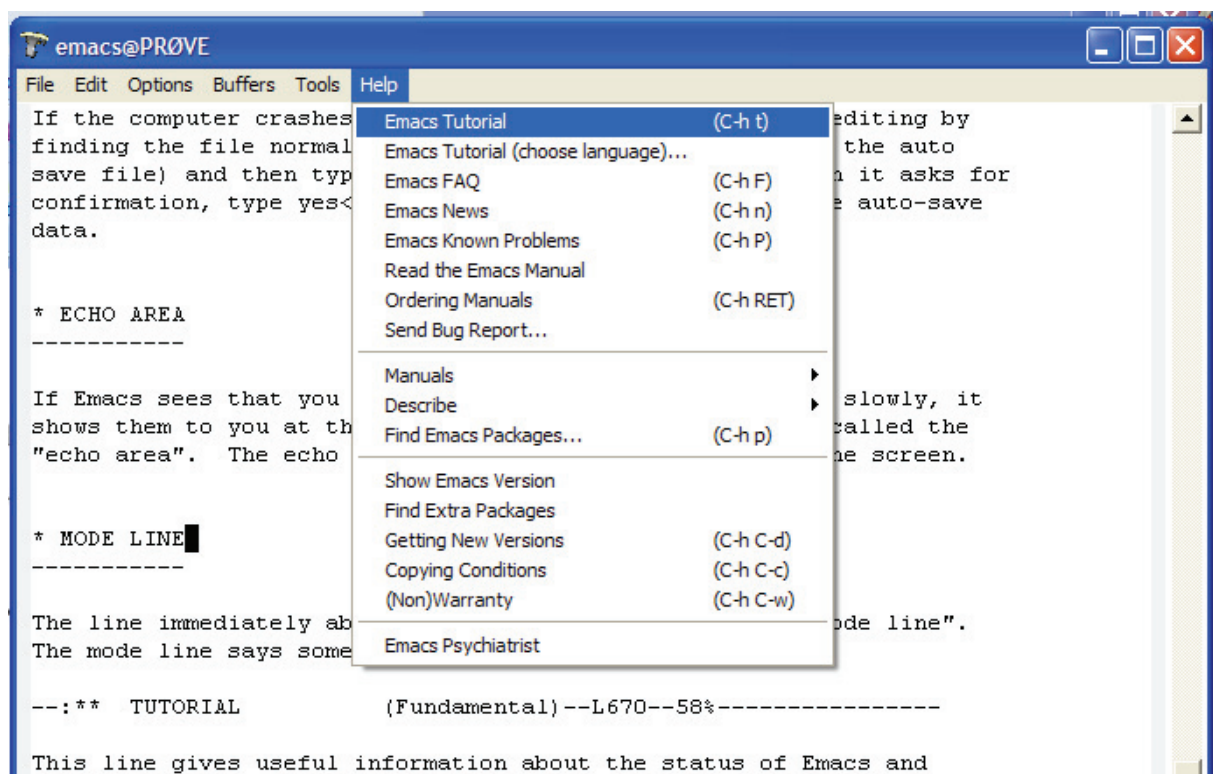 emacs@PRØVE
File Edit Options Buffers Tools Help
If the computer crashes
finding the file normal
save file) and then typ
confirmation, type yes<
data.
* ECHO AREA
-----------
If Emacs sees that you
shows them to you at th
"echo area". The echo
* MODE LINE
-----------
The line immediately ab
The mode line says some
Emacs Tutorial (C-h t)
Emacs Tutorial (choose language)...
Emacs FAQ (C-h F)
Emacs News (C-h n)
Emacs Known Problems (C-h P)
Read the Emacs Manual
Ordering Manuals (C-h RET)
Send Bug Report...
Manuals
Describe
Find Emacs Packages... (C-h p)
Show Emacs Version
Find Extra Packages
Getting New Versions (C-h C-d)
Copying Conditions (C-h C-c)
(Non)Warranty (C-h C-w)
Emacs Psychiatrist
editing by
the auto
n it asks for
e auto-save
slowly, it
called the
he screen.
ode line".
--:** TUTORIAL (Fundamental)--L670--58%----------------
This line gives useful information about the status of Emacs and